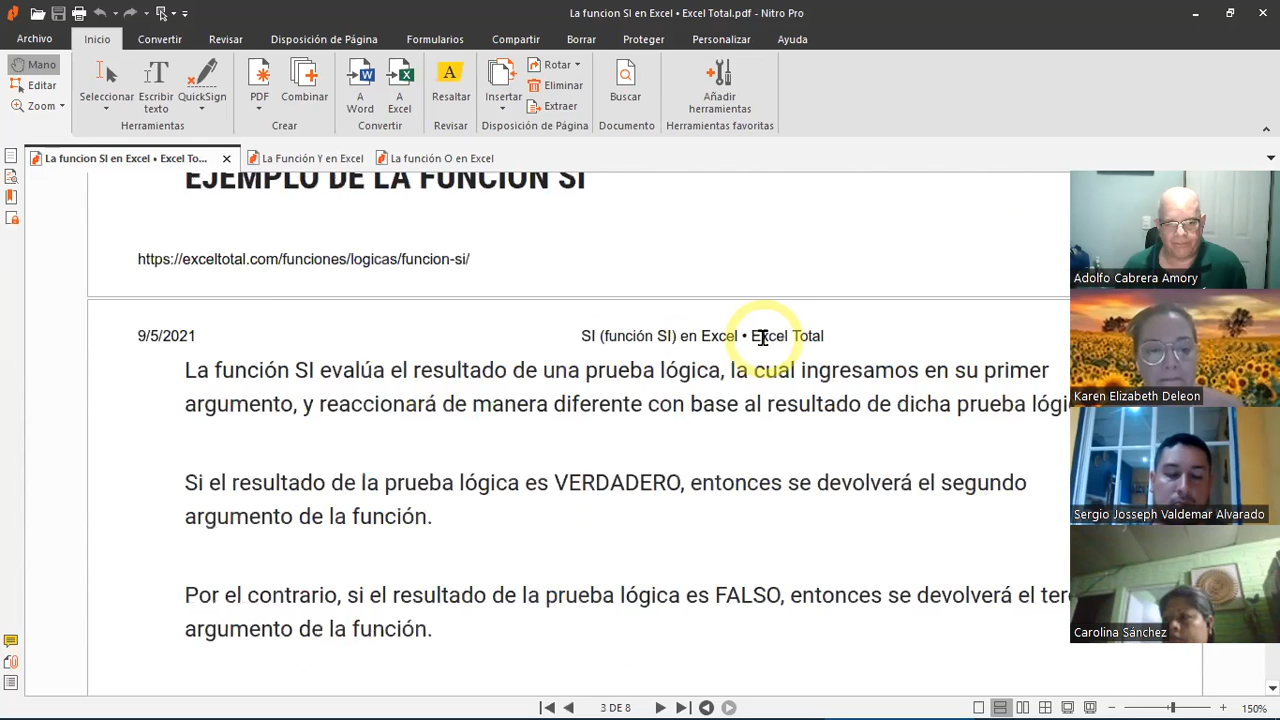 La funcion SI en Excel • Excel Total.pdf - Nitro Pro
Archivo Inicio Convertir Revisar Disposición de Página Formularios Compartir Borrar Proteger Personalizar Ayuda
Mano
Editar
Zoom
Seleccionar
Escribir texto
QuickSign
Herramientas
PDF
Combinar
Crear
A Word
A Excel
Convertir
Resaltar
Revisar
Insertar
Rotar
Eliminar
Extraer
Disposición de Página
Buscar
Documento
Añadir herramientas
Herramientas favoritas
La funcion SI en Excel • Excel To...
La Función Y en Excel
La función O en Excel
EJEMPLO DE LA FUNCIÓN SI
https://exceltotal.com/funciones/logicas/funcion-si/
9/5/2021
SI (función SI) en Excel • Excel Total
La función SI evalúa el resultado de una prueba lógica, la cual ingresamos en su primer
argumento, y reaccionará de manera diferente con base al resultado de dicha prueba lógi
Si el resultado de la prueba lógica es VERDADERO, entonces se devolverá el segundo
argumento de la función.
Por el contrario, si el resultado de la prueba lógica es FALSO, entonces se devolverá el ter
argumento de la función.
Adolfo Cabrera Amory
Karen Elizabeth Deleon
Sergio Josseph Valdemar Alvarado
Carolina Sánchez
3 DE 8
150%